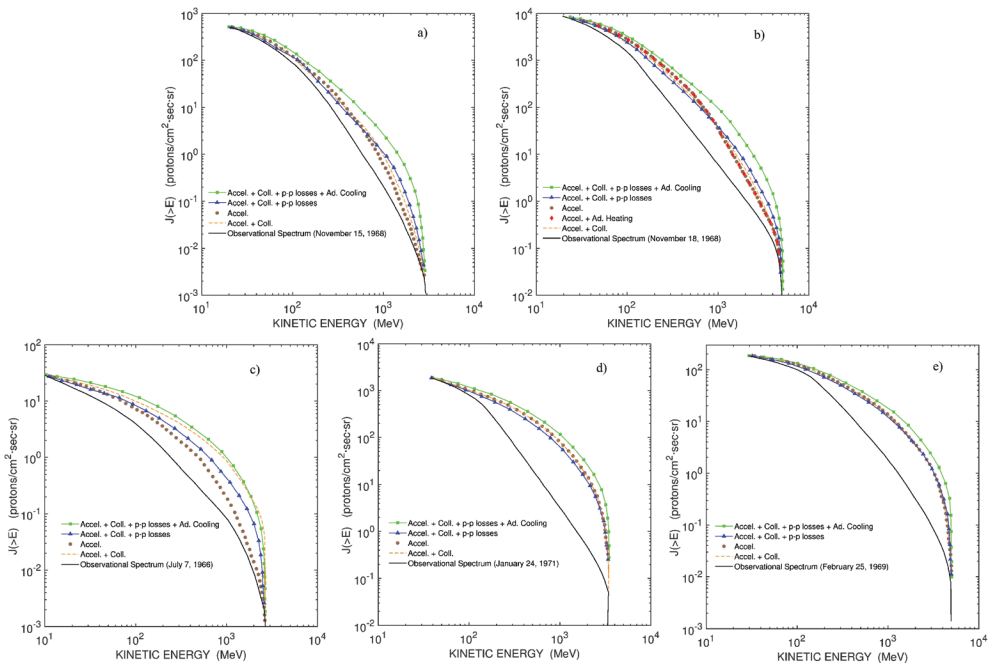 a)
10^3
10^2
10^1
10^0
10^-1
10^-2
10^-3
J(>E) (protons/cm^2·sec·sr)
Accel. + Coll. + p-p losses + Ad. Cooling
Accel. + Coll. + p-p losses
Accel.
Accel. + Coll.
Observational Spectrum (November 15, 1968)
10^1 10^2 10^3 10^4
KINETIC ENERGY (MeV)
b)
10^4
10^3
10^2
10^1
10^0
10^-1
10^-2
J(>E) (protons/cm^2·sec·sr)
Accel. + Coll. + p-p losses + Ad. Cooling
Accel. + Coll. + p-p losses
Accel.
Accel. + Ad. Heating
Accel. + Coll.
Observational Spectrum (November 18, 1968)
10^1 10^2 10^3 10^4
KINETIC ENERGY (MeV)
c)
10^2
10^1
10^0
10^-1
10^-2
10^-3
J(>E) (protons/cm^2·sec·sr)
Accel. + Coll. + p-p losses + Ad. Cooling
Accel. + Coll. + p-p losses
Accel.
Accel. + Coll.
Observational Spectrum (July 7, 1966)
10^1 10^2 10^3 10^4
KINETIC ENERGY (MeV)
d)
10^4
10^3
10^2
10^1
10^0
10^-1
10^-2
J(>E) (protons/cm^2·sec·sr)
Accel. + Coll. + p-p losses + Ad. Cooling
Accel. + Coll. + p-p losses
Accel.
Accel. + Coll.
Observational Spectrum (January 24, 1971)
10^1 10^2 10^3 10^4
KINETIC ENERGY (MeV)
e)
10^2
10^1
10^0
10^-1
10^-2
10^-3
J(>E) (protons/cm^2·sec·sr)
Accel. + Coll. + p-p losses + Ad. Cooling
Accel. + Coll. + p-p losses
Accel.
Accel. + Coll.
Observational Spectrum (February 25, 1969)
10^1 10^2 10^3 10^4
KINETIC ENERGY (MeV)